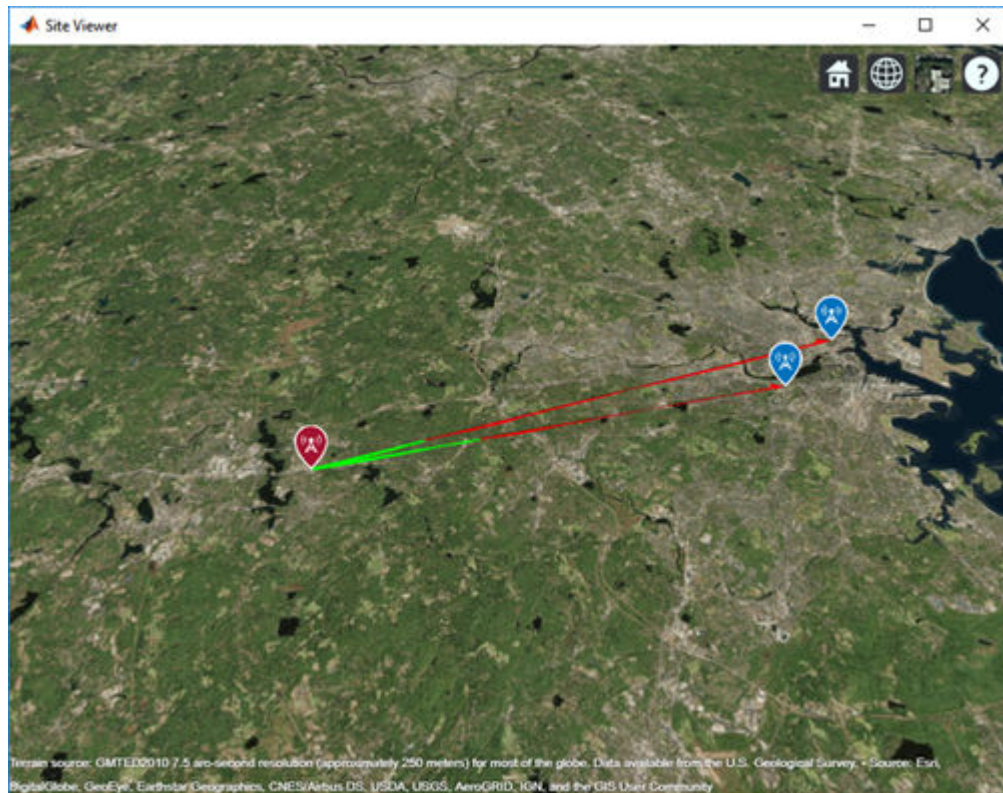 Site Viewer
Terrain source: GMTED2010 7.5 arc-second resolution (approximately 250 meters) for most of the globe. Data available from the U.S. Geological Survey. • Source: Esri,
DigitalGlobe, GeoEye, Earthstar Geographics, CNES/Airbus DS, USDA, USGS, AeroGRID, IGN, and the GIS User Community